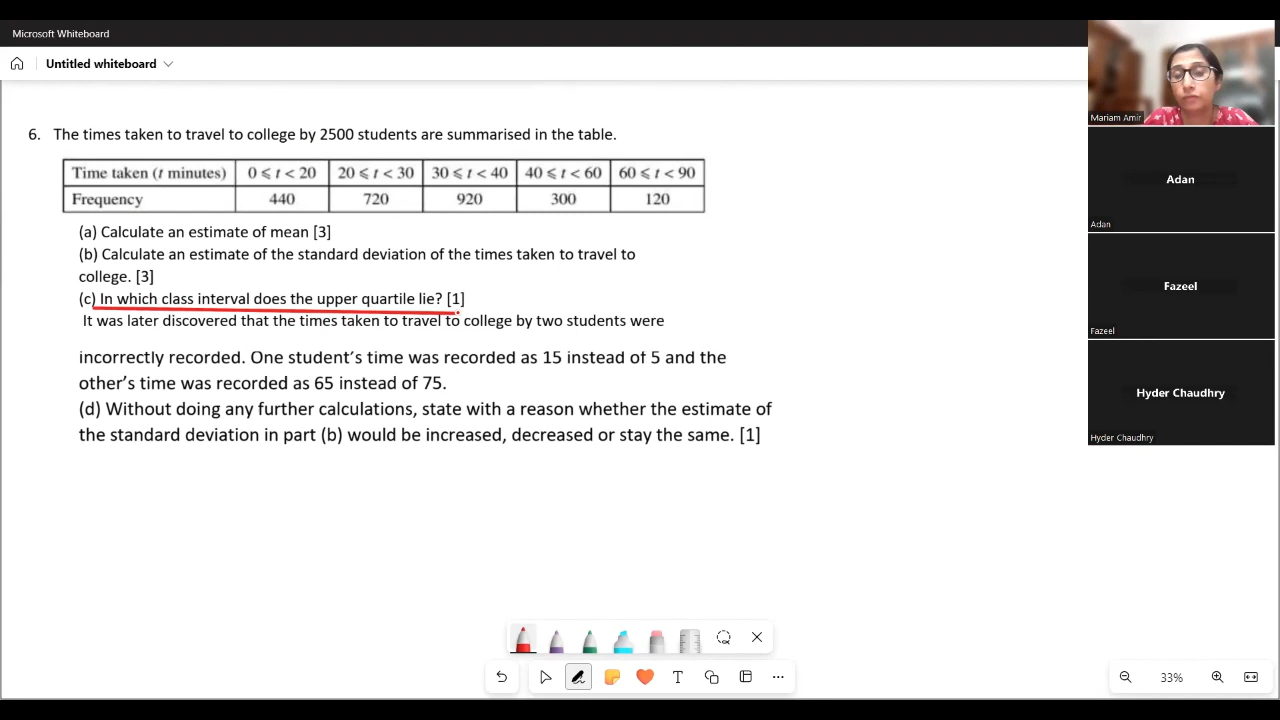 Microsoft Whiteboard
Untitled whiteboard
6. The times taken to travel to college by 2500 students are summarised in the table.
Time taken (t minutes) 0 ⩽ t < 20 20 ⩽ t < 30 30 ⩽ t < 40 40 ⩽ t < 60 60 ⩽ t < 90
Frequency 440 720 920 300 120
(a) Calculate an estimate of mean [3]
(b) Calculate an estimate of the standard deviation of the times taken to travel to
college. [3]
(c) In which class interval does the upper quartile lie? [1]
It was later discovered that the times taken to travel to college by two students were
incorrectly recorded. One student's time was recorded as 15 instead of 5 and the
other's time was recorded as 65 instead of 75.
(d) Without doing any further calculations, state with a reason whether the estimate of
the standard deviation in part (b) would be increased, decreased or stay the same. [1]
Mariam Amir
Adan
Adan
Fazeel
Fazeel
Hyder Chaudhry
Hyder Chaudhry
T
33%